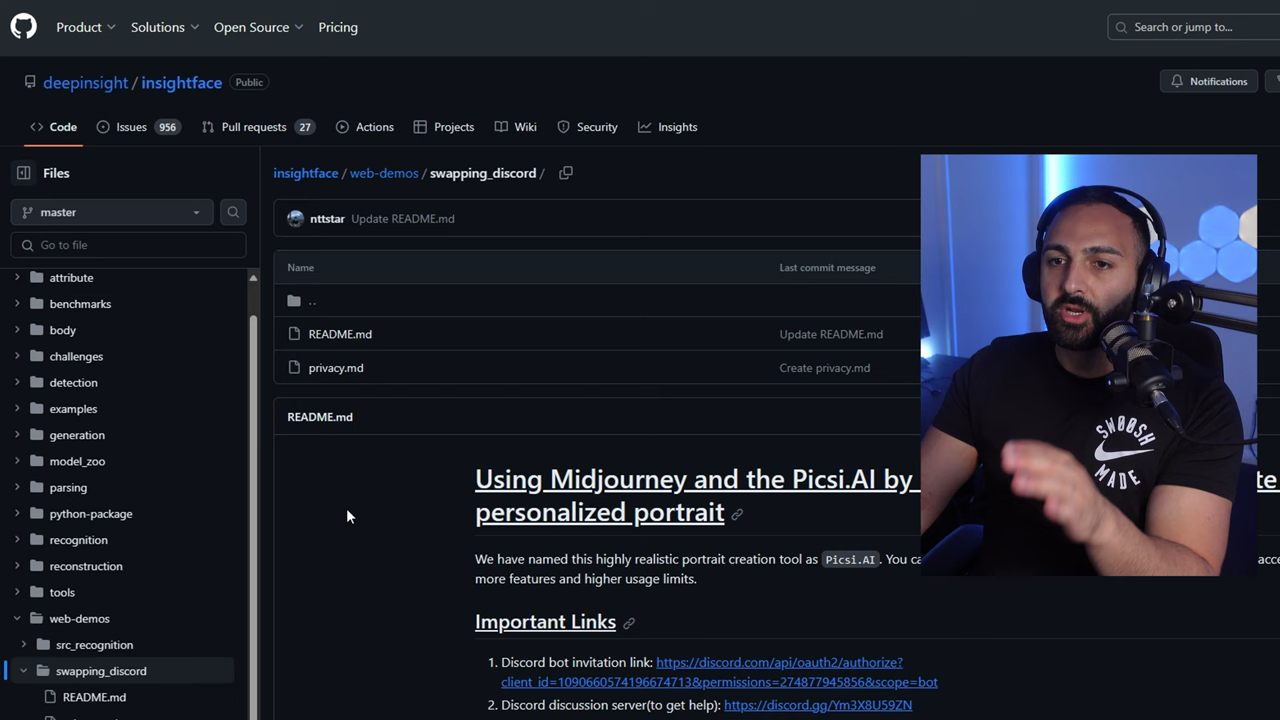 Product
Solutions
Open Source
Pricing
Search or jump to...
deepinsight / insightface
Public
Notifications
Code
Issues 956
Pull requests 27
Actions
Projects
Wiki
Security
Insights
Files
insightface / web-demos / swapping_discord /
master
nttstar Update README.md
Go to file
Name
Last commit message
attribute
..
benchmarks
body
README.md
Update README.md
challenges
privacy.md
Create privacy.md
detection
examples
README.md
generation
model_zoo
SWOOSH
MADE
parsing
Using Midjourney and the Picsi.AI by
te
python-package
personalized portrait
recognition
We have named this highly realistic portrait creation tool as Picsi.AI. You ca
acce
reconstruction
more features and higher usage limits.
tools
web-demos
Important Links
src_recognition
swapping_discord
1. Discord bot invitation link: https://discord.com/api/oauth2/authorize?
client_id=1090660574196674713&permissions=274877945856&scope=bot
README.md
2. Discord discussion server(to get help): https://discord.gg/Ym3X8U59ZN